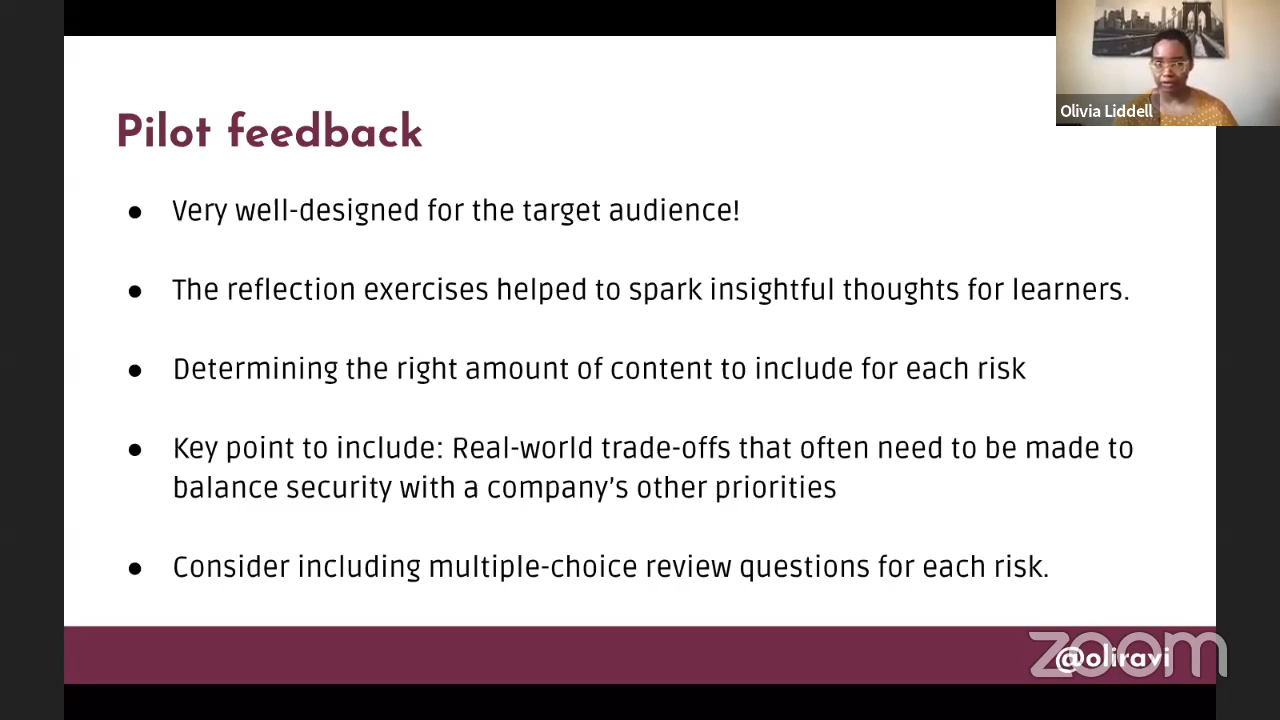 Olivia Liddell
Pilot feedback
● Very well-designed for the target audience!
● The reflection exercises helped to spark insightful thoughts for learners.
● Determining the right amount of content to include for each risk
● Key point to include: Real-world trade-offs that often need to be made to
balance security with a company’s other priorities
● Consider including multiple-choice review questions for each risk.
@oliravi
zoom